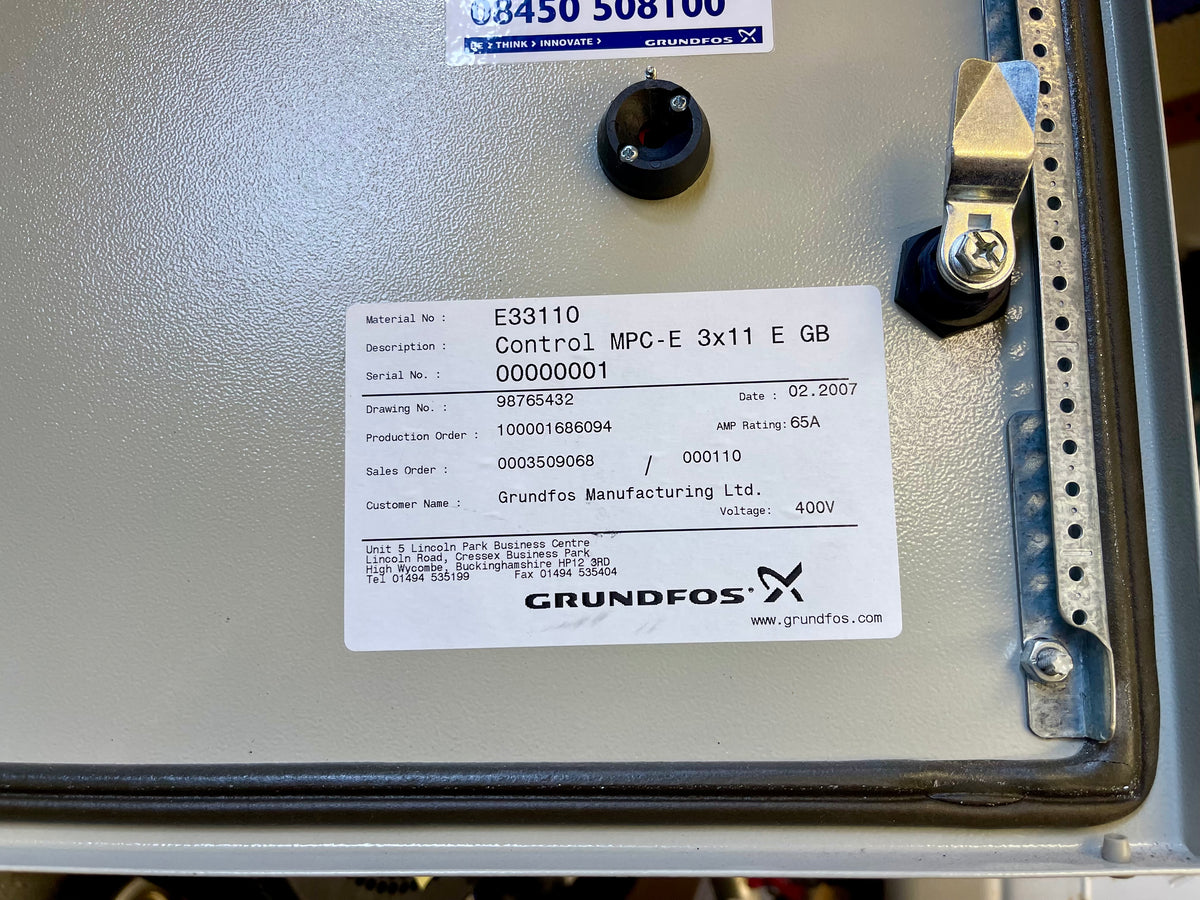 08450 508100
THINK > INNOVATE > GRUNDFOS
Material No : E33110
Description : Control MPC-E 3x11 E GB
Serial No. : 00000001
Drawing No. : 98765432 Date : 02.2007
Production Order : 100001686094 AMP Rating: 65A
Sales Order : 0003509068 / 000110
Customer Name : Grundfos Manufacturing Ltd.
Voltage: 400V
Unit 5 Lincoln Park Business Centre
Lincoln Road, Cressex Business Park
High Wycombe, Buckinghamshire HP12 3RD
Tel 01494 535199 Fax 01494 535404
GRUNDFOS
www.grundfos.com